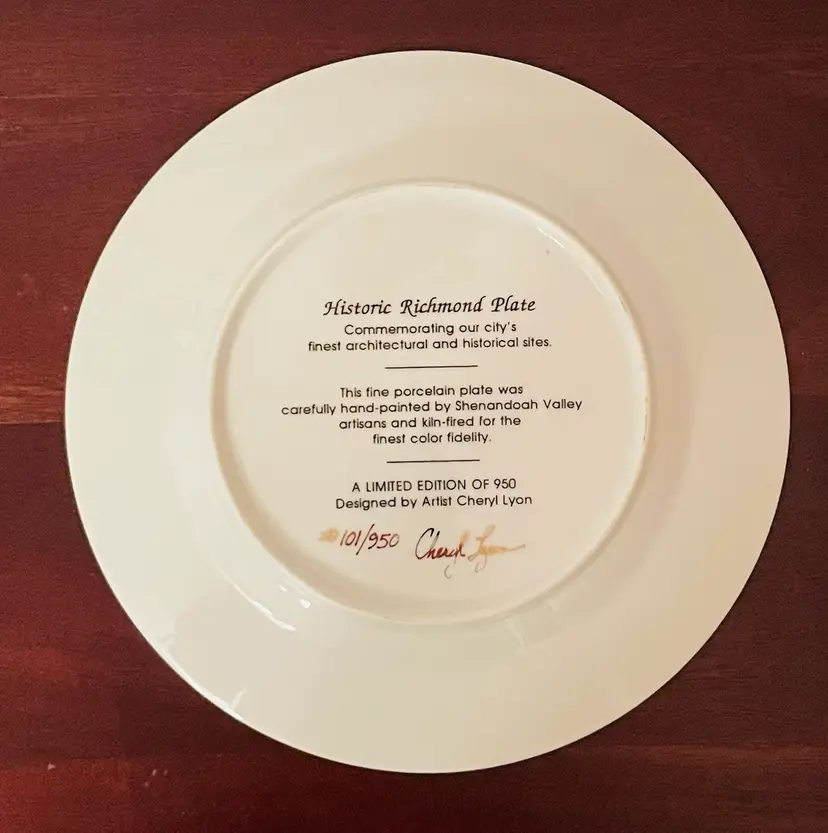 Historic Richmond Plate
Commemorating our city's
finest architectural and historical sites.
This fine porcelain plate was
carefully hand-painted by Shenandoah Valley
artisans and kiln-fired for the
finest color fidelity.
A LIMITED EDITION OF 950
Designed by Artist Cheryl Lyon
#101/950 Cheryl Lyon